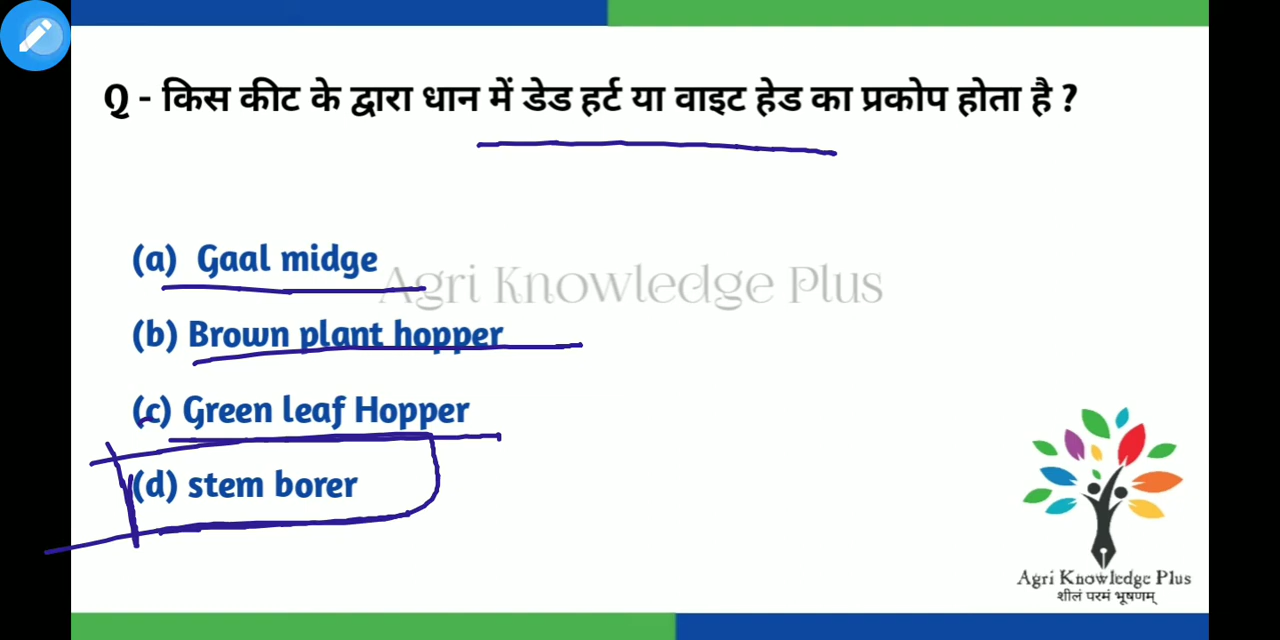 Q - किस कीट के द्वारा धान में डेड हर्ट या वाइट हेड का प्रकोप होता है ?
(a) Gaal midge
Agri Knowledge Plus
(b) Brown plant hopper
(c) Green leaf Hopper
(d) stem borer
Agri Knowledge Plus
शीलं परमं भूषणम्